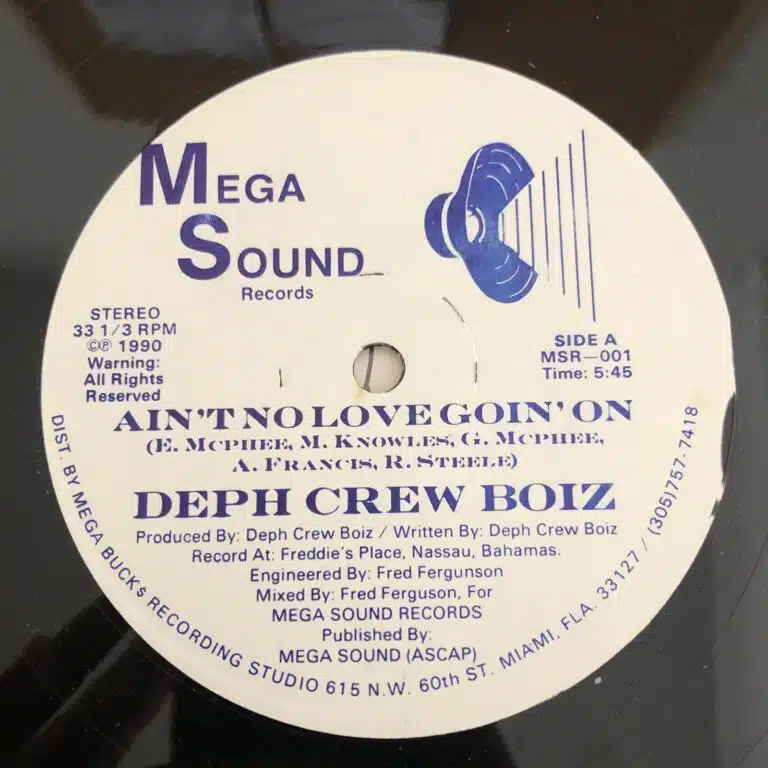 MEGA
SOUND
Records
STEREO
33 1/3 RPM
©℗ 1990
Warning:
All Rights
Reserved
SIDE A
MSR—001
Time: 5:45
AIN'T NO LOVE GOIN' ON
(E. MCPHEE, M. KNOWLES, G. MCPHEE,
A. FRANCIS, R. STEELE)
DEPH CREW BOIZ
Produced By: Deph Crew Boiz / Written By: Deph Crew Boiz
Record At: Freddie's Place, Nassau, Bahamas.
Engineered By: Fred Fergunson
Mixed By: Fred Ferguson, For
MEGA SOUND RECORDS
Published By:
MEGA SOUND (ASCAP)
DIST. BY MEGA BUCKs RECORDING STUDIO 615 N.W. 60th ST. MIAMI, FLA. 33127 / (305)757-7418